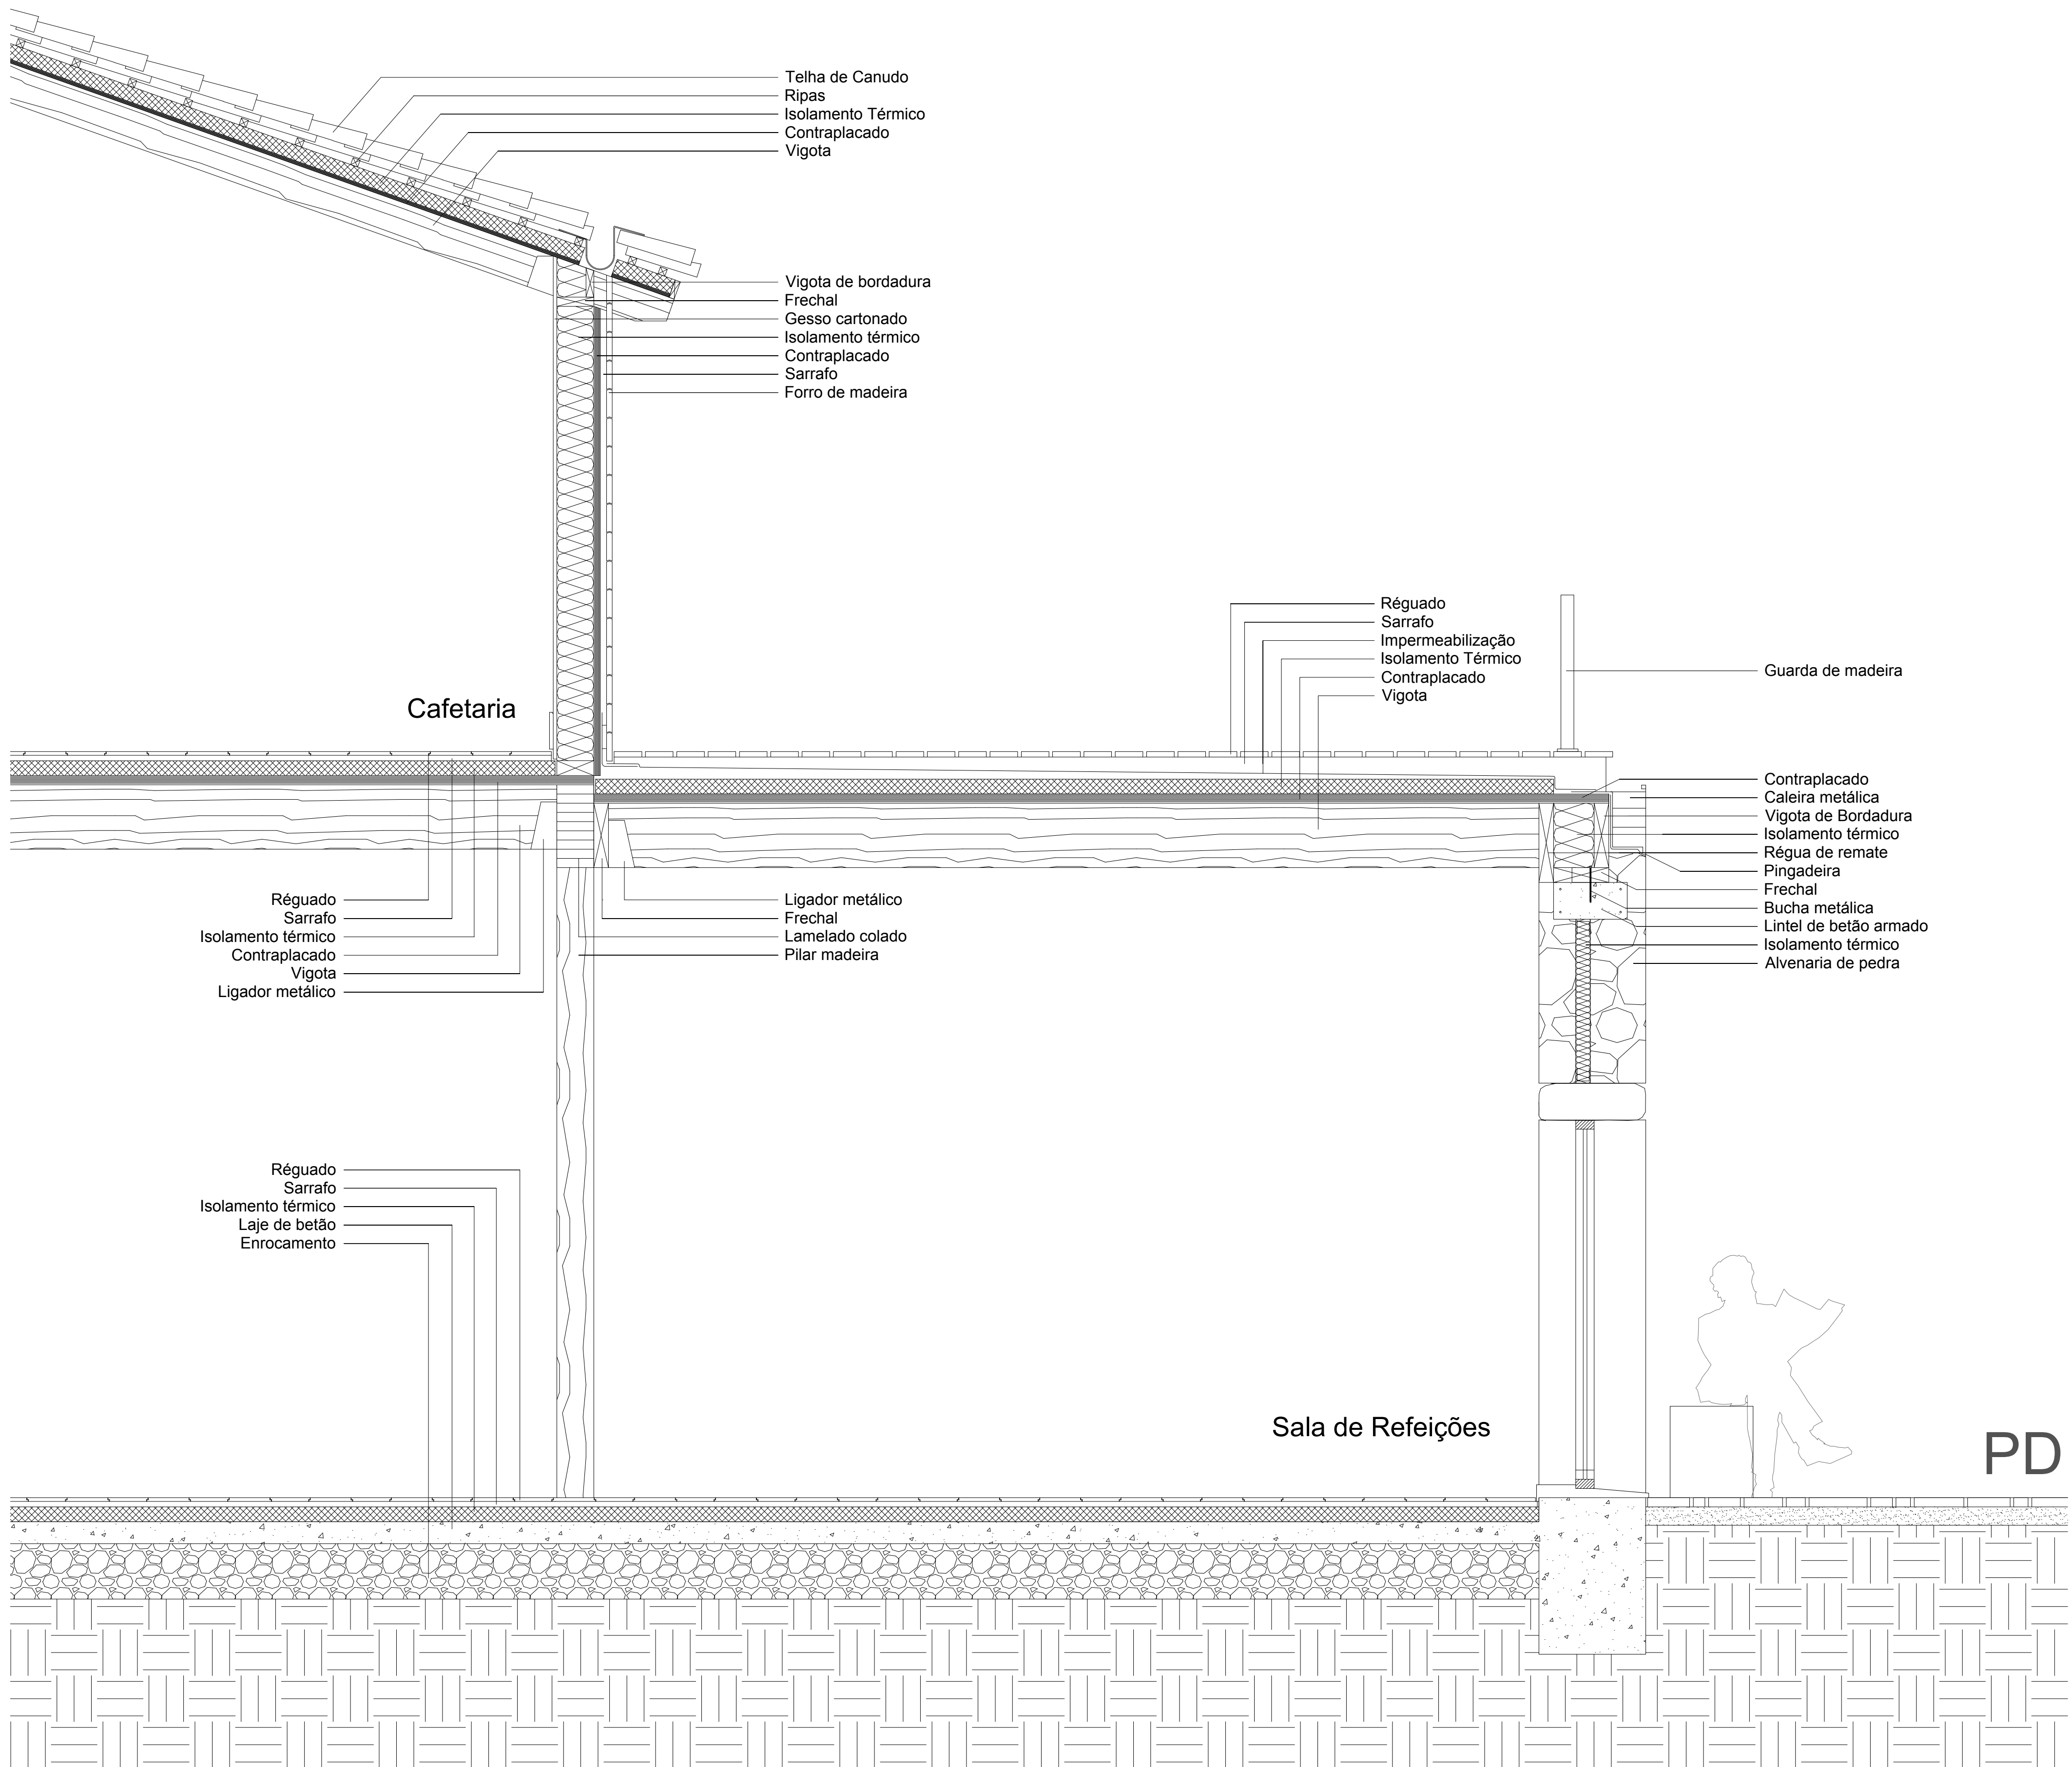 Telha de Canudo
Ripas
Isolamento Térmico
Contraplacado
Vigota
Vigota de bordadura
Frechal
Gesso cartonado
Isolamento térmico
Contraplacado
Sarrafo
Forro de madeira
Réguado
Sarrafo
Impermeabilização
Isolamento Térmico
Contraplacado
Vigota
Guarda de madeira
Cafetaria
Contraplacado
Caleira metálica
Vigota de Bordadura
Isolamento térmico
Régua de remate
Pingadeira
Frechal
Bucha metálica
Lintel de betão armado
Isolamento térmico
Alvenaria de pedra
Réguado
Sarrafo
Isolamento térmico
Contraplacado
Vigota
Ligador metálico
Ligador metálico
Frechal
Lamelado colado
Pilar madeira
Réguado
Sarrafo
Isolamento térmico
Laje de betão
Enrocamento
Sala de Refeições
PD